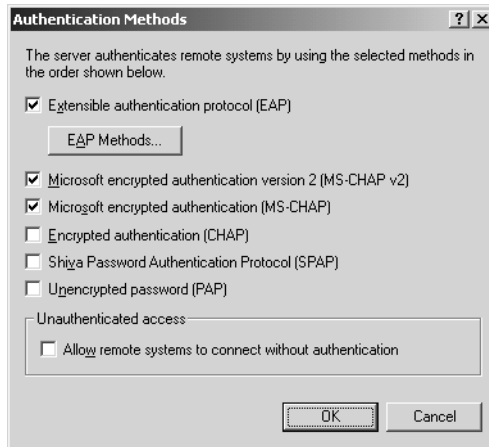 Authentication Methods
The server authenticates remote systems by using the selected methods in
the order shown below.
Extensible authentication protocol (EAP)
EAP Methods...
Microsoft encrypted authentication version 2 (MS-CHAP v2)
Microsoft encrypted authentication (MS-CHAP)
Encrypted authentication (CHAP)
Shiva Password Authentication Protocol (SPAP)
Unencrypted password (PAP)
Unauthenticated access
Allow remote systems to connect without authentication
OK Cancel